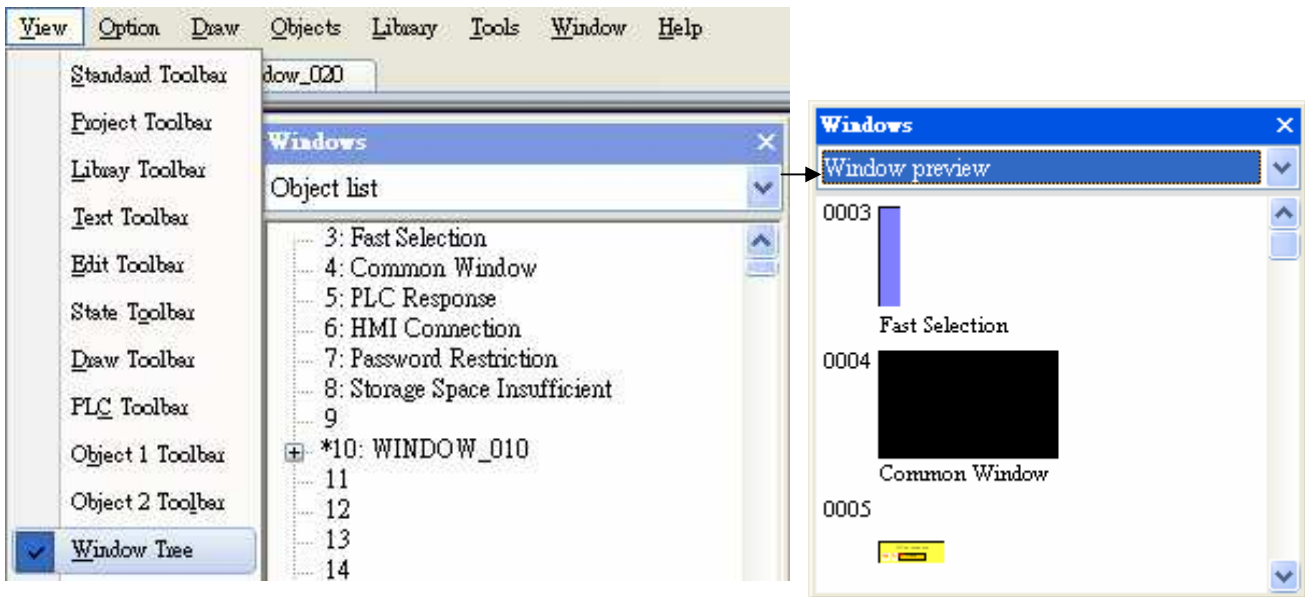 View Option Draw Objects Library Tools Window Help
Standard Toolbar
Project Toolbar
Library Toolbar
Text Toolbar
Edit Toolbar
State Toolbar
Draw Toolbar
PLC Toolbar
Object 1 Toolbar
Object 2 Toolbar
Window Tree
dow_020
Windows
Object list
3: Fast Selection
4: Common Window
5: PLC Response
6: HMI Connection
7: Password Restriction
8: Storage Space Insufficient
9
*10: WINDOW_010
11
12
13
14
Windows
Window preview
0003
Fast Selection
0004
Common Window
0005